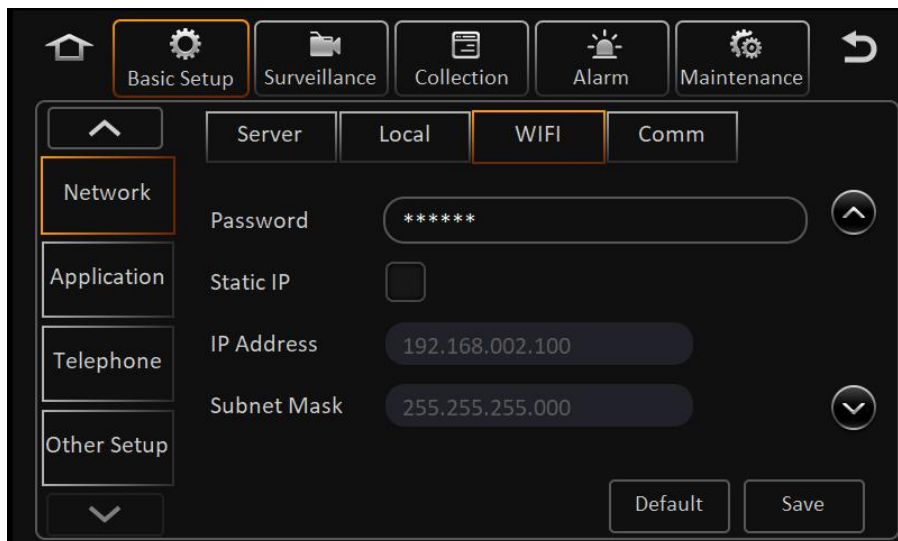 Basic Setup
Surveillance
Collection
Alarm
Maintenance
Server
Local
WIFI
Comm
Network
Application
Telephone
Other Setup
Password
******
Static IP
IP Address
192.168.002.100
Subnet Mask
255.255.255.000
Default
Save